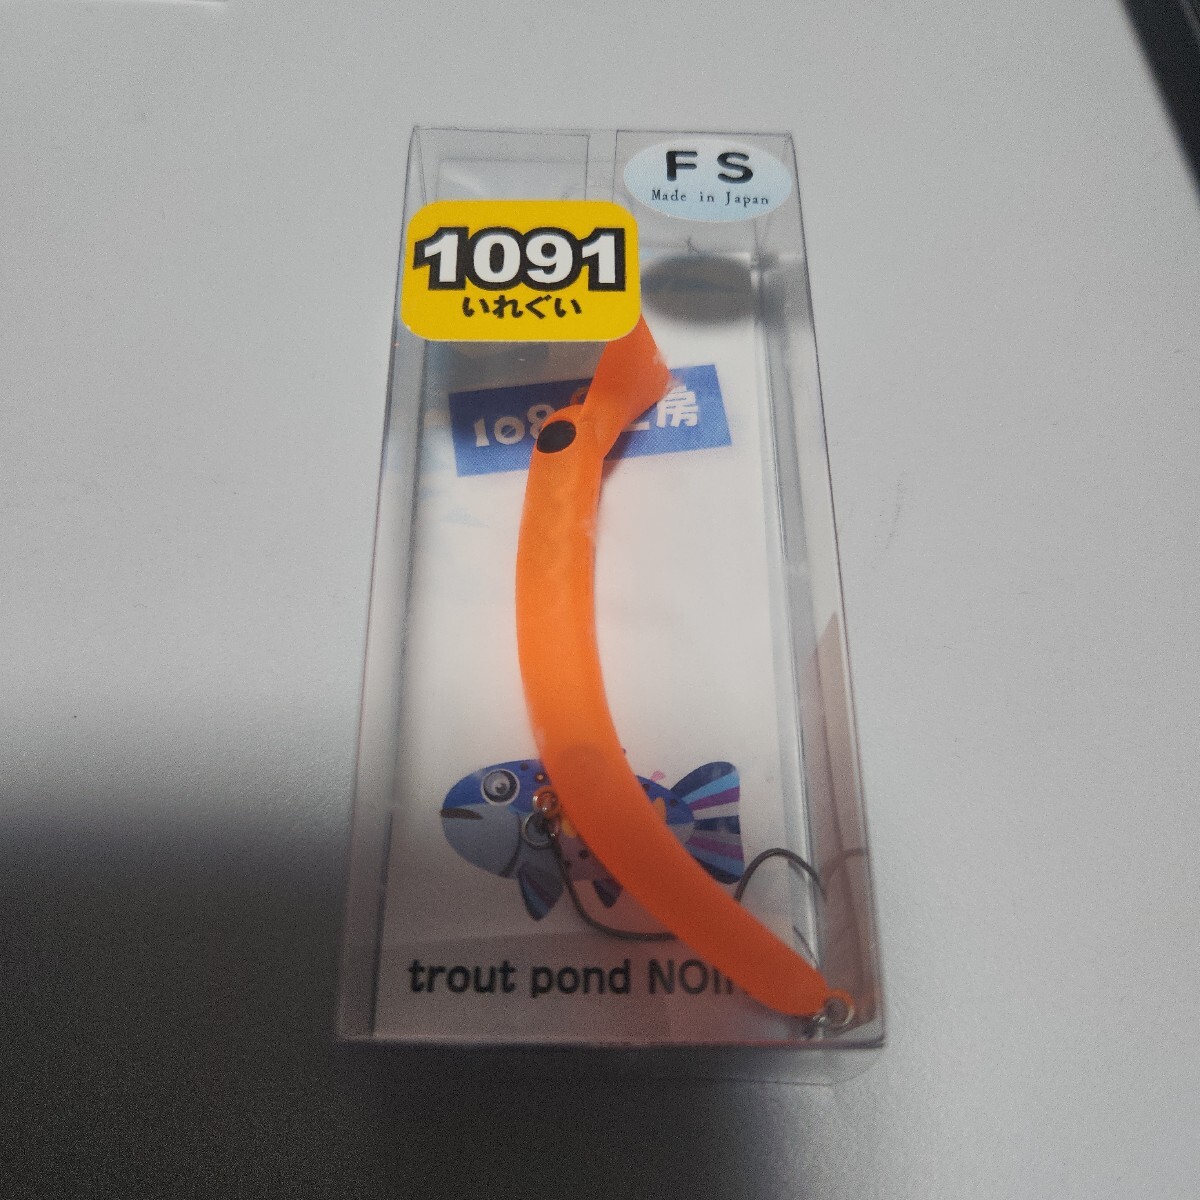 FS
Made in Japan
1091
いれぐい
108 工房
trout pond NOI